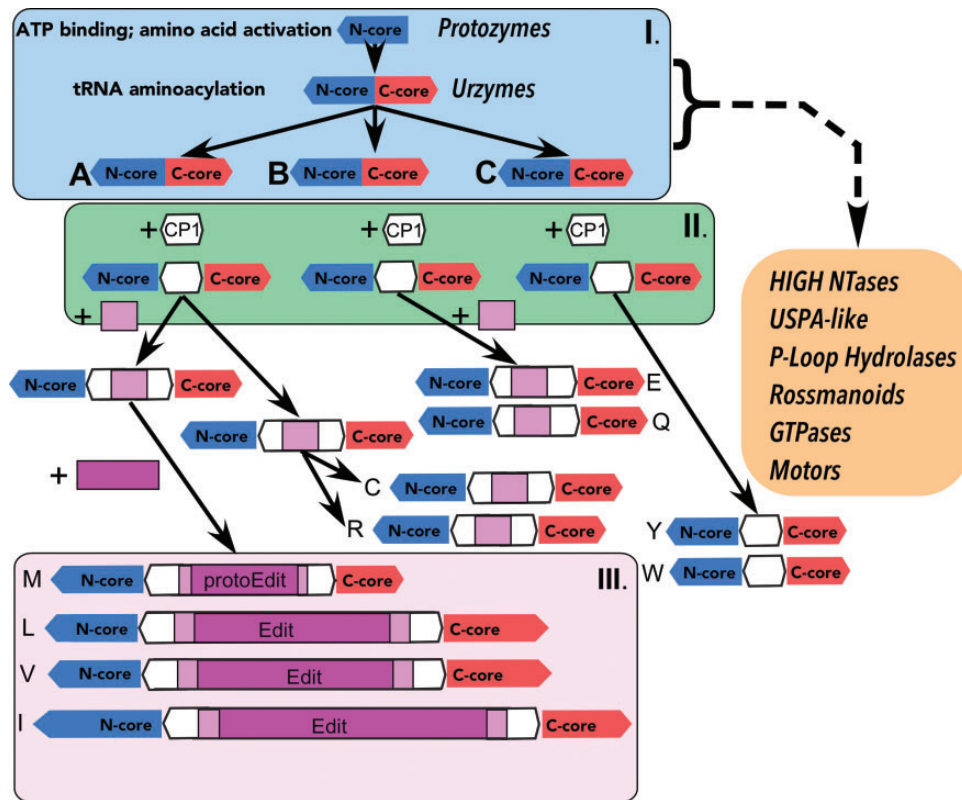 ATP binding; amino acid activation N-core Protozymes I.
tRNA aminoacylation N-core C-core Urzymes
A N-core C-core B N-core C-core C N-core C-core
+ CP1 + CP1 + CP1 II.
N-core C-core N-core C-core N-core C-core
+ +
HIGH NTases
USPA-like
P-Loop Hydrolases
Rossmanoids
GTPases
Motors
N-core C-core N-core C-core E
N-core C-core N-core C-core Q
+ C N-core C-core
R N-core C-core Y N-core C-core
W N-core C-core
III.
M N-core protoEdit C-core
L N-core Edit C-core
V N-core Edit C-core
I N-core Edit C-core